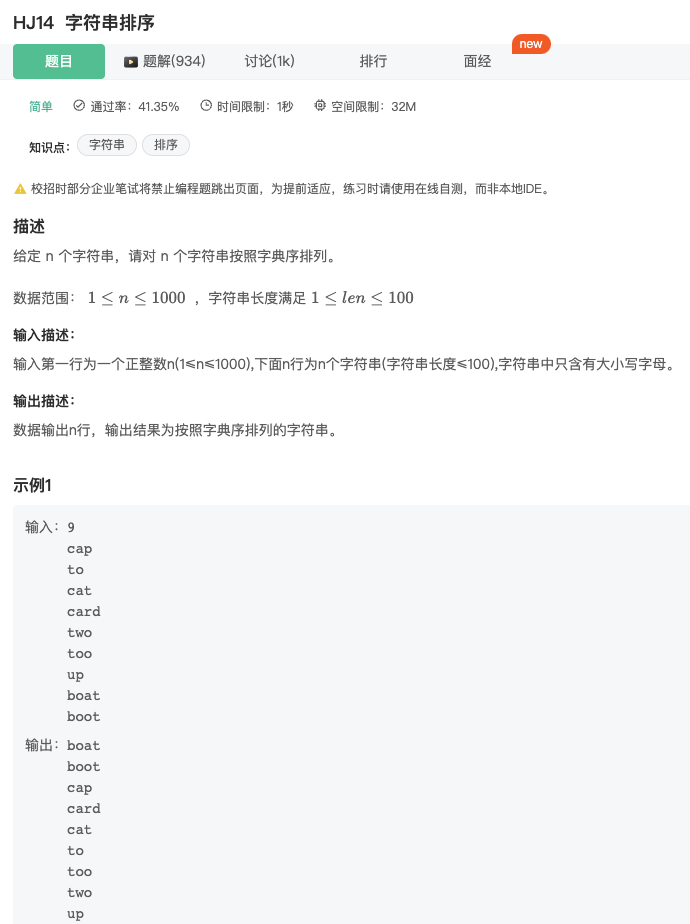 HJ14 字符串排序
new
题目 题解(934) 讨论(1k) 排行 面经
简单 通过率：41.35% 时间限制：1秒 空间限制：32M
知识点： 字符串 排序
校招时部分企业笔试将禁止编程题跳出页面，为提前适应，练习时请使用在线自测，而非本地IDE。
描述
给定 n 个字符串，请对 n 个字符串按照字典序排列。
数据范围： 1 ≤ n ≤ 1000 ，字符串长度满足 1 ≤ len ≤ 100
输入描述：
输入第一行为一个正整数n(1≤n≤1000),下面n行为n个字符串(字符串长度≤100),字符串中只含有大小写字母。
输出描述：
数据输出n行，输出结果为按照字典序排列的字符串。
示例1
输入：9
cap
to
cat
card
two
too
up
boat
boot
输出：boat
boot
cap
card
cat
to
too
two
up